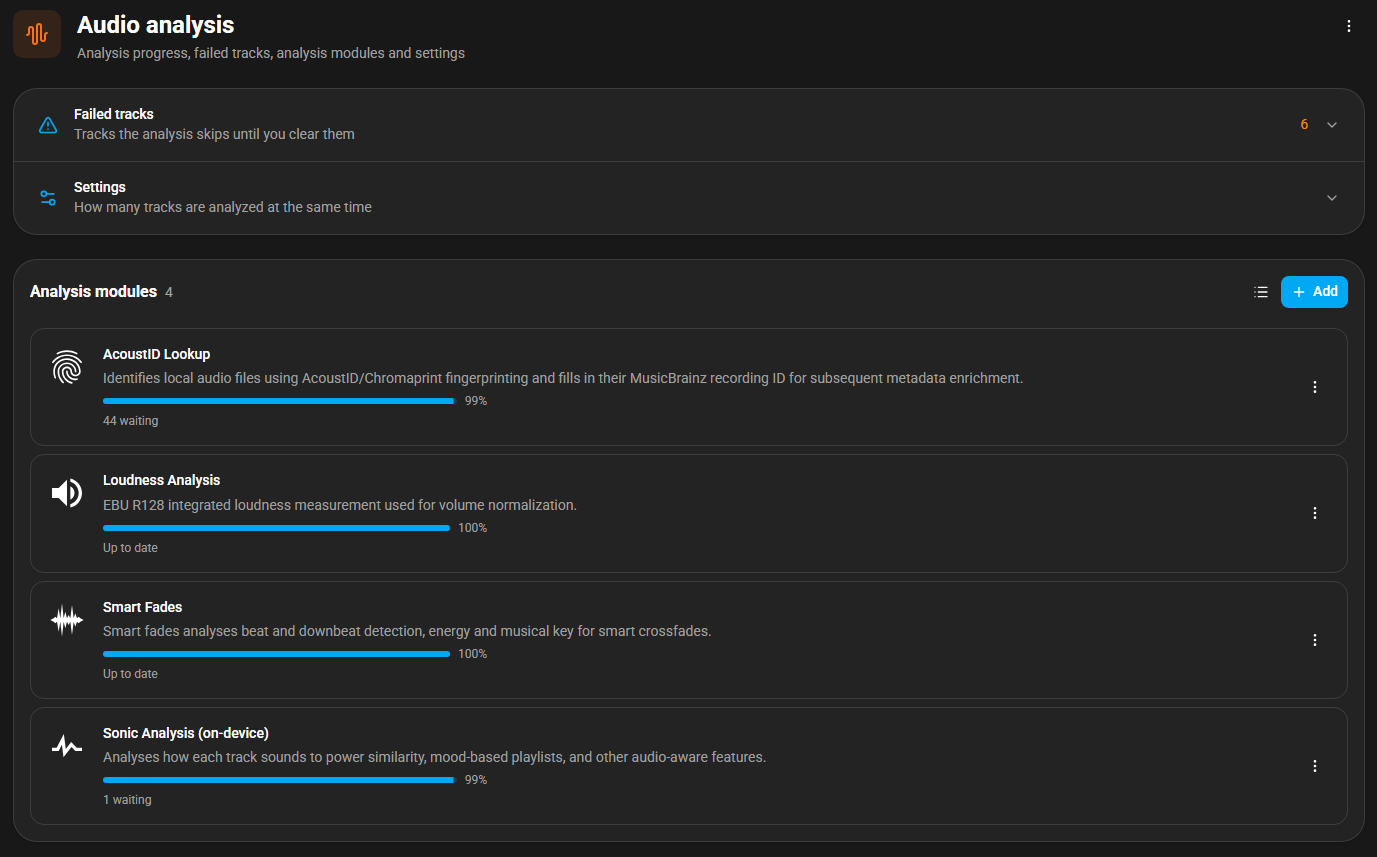 Audio analysis
Analysis progress, failed tracks, analysis modules and settings
Failed tracks
Tracks the analysis skips until you clear them
6
Settings
How many tracks are analyzed at the same time
Analysis modules 4
Add
AcoustID Lookup
Identifies local audio files using AcoustID/Chromaprint fingerprinting and fills in their MusicBrainz recording ID for subsequent metadata enrichment.
99%
44 waiting
Loudness Analysis
EBU R128 integrated loudness measurement used for volume normalization.
100%
Up to date
Smart Fades
Smart fades analyses beat and downbeat detection, energy and musical key for smart crossfades.
100%
Up to date
Sonic Analysis (on-device)
Analyses how each track sounds to power similarity, mood-based playlists, and other audio-aware features.
99%
1 waiting